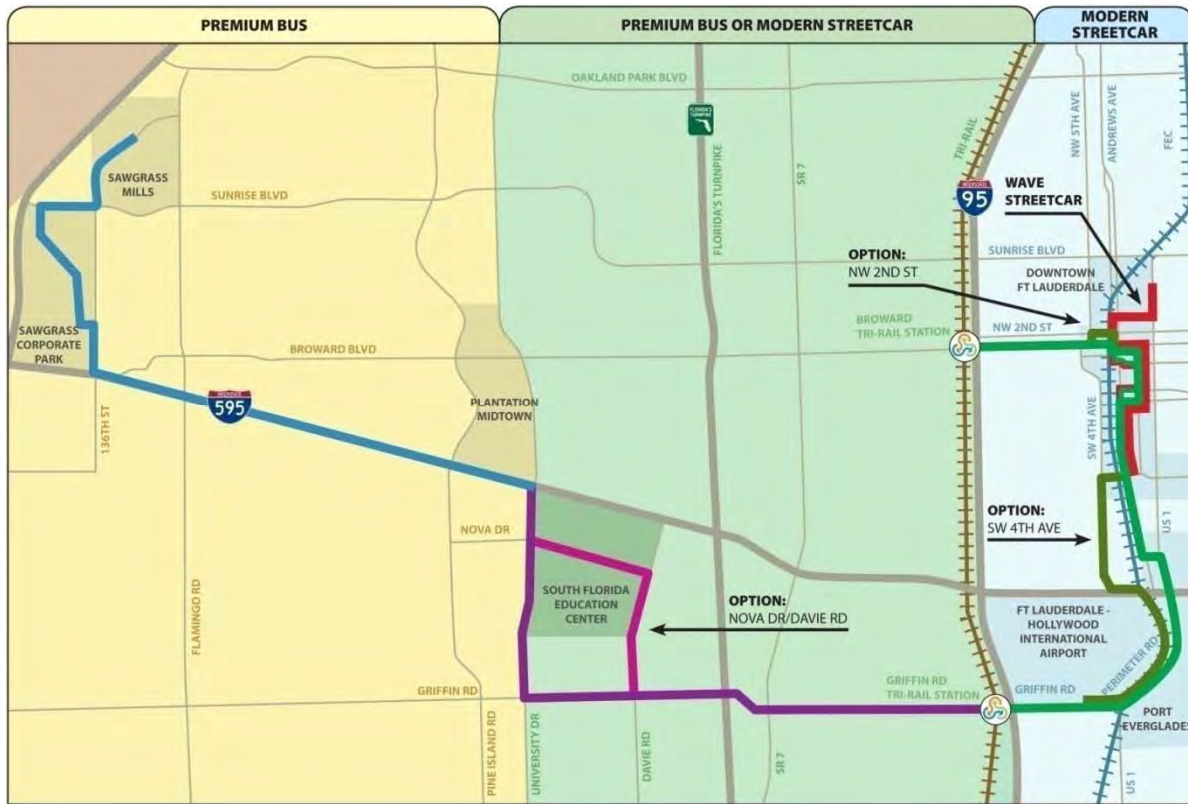 PREMIUM BUS
PREMIUM BUS OR MODERN STREETCAR
MODERN
STREETCAR
OAKLAND PARK BLVD
FLORIDA'S
TURNPIKE
TRI-RAIL
NW 5TH AVE
ANDREWS AVE
FEC
SAWGRASS
MILLS
SUNRISE BLVD
FLORIDA'S TURNPIKE
SR 7
INTERSTATE
95
WAVE
STREETCAR
OPTION:
NW 2ND ST
SUNRISE BLVD
DOWNTOWN
FT LAUDERDALE
SAWGRASS
CORPORATE
PARK
BROWARD BLVD
BROWARD
TRI-RAIL STATION
NW 2ND ST
INTERSTATE
595
PLANTATION
MIDTOWN
136TH ST
SW 4TH AVE
OPTION:
SW 4TH AVE
US 1
NOVA DR
SOUTH FLORIDA
EDUCATION
CENTER
OPTION:
NOVA DR/DAVIE RD
FT LAUDERDALE -
HOLLYWOOD
INTERNATIONAL
AIRPORT
FLAMINGO RD
GRIFFIN RD
GRIFFIN RD
TRI-RAIL STATION
GRIFFIN RD
PERIMETER RD
PORT
EVERGLADES
PINE ISLAND RD
UNIVERSITY DR
DAVIE RD
SR 7
US 1